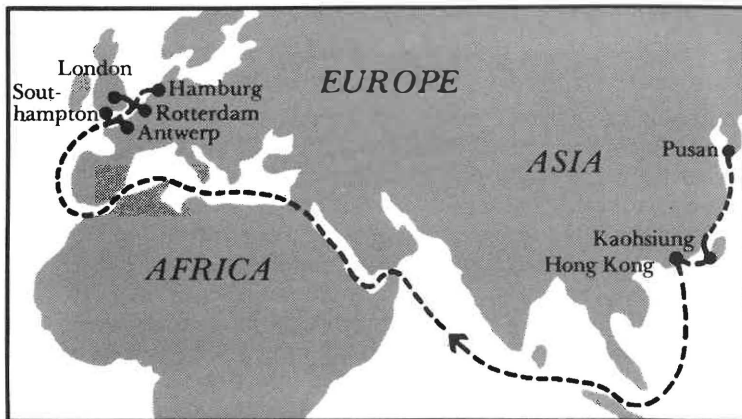 London
EUROPE
Sout-
hampton
Hamburg
Rotterdam
Antwerp
ASIA
Pusan
AFRICA
Kaohsiung
Hong Kong